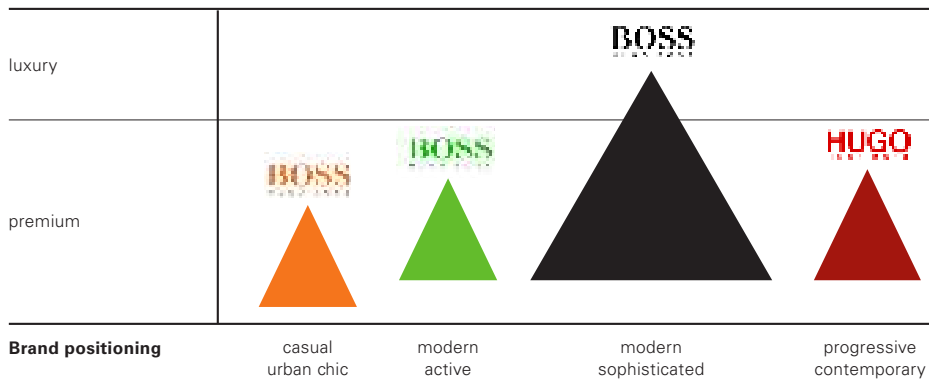 BOSS
luxury
HUGO
BOSS
BOSS
premium
Brand positioning
casual
urban chic
modern
active
modern
sophisticated
progressive
contemporary